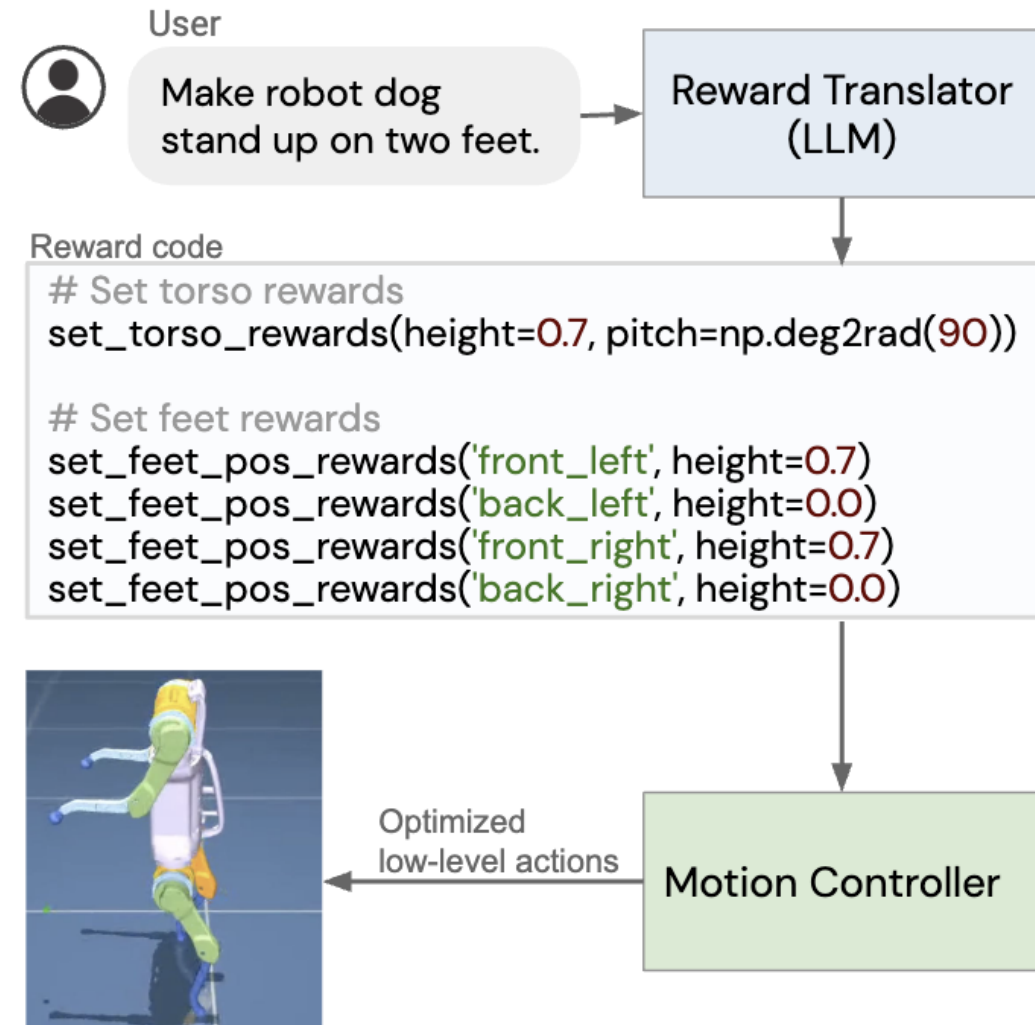 User
Make robot dog
stand up on two feet.
Reward Translator
(LLM)
Reward code
# Set torso rewards
set_torso_rewards(height=0.7, pitch=np.deg2rad(90))
# Set feet rewards
set_feet_pos_rewards('front_left', height=0.7)
set_feet_pos_rewards('back_left', height=0.0)
set_feet_pos_rewards('front_right', height=0.7)
set_feet_pos_rewards('back_right', height=0.0)
Optimized
low-level actions
Motion Controller